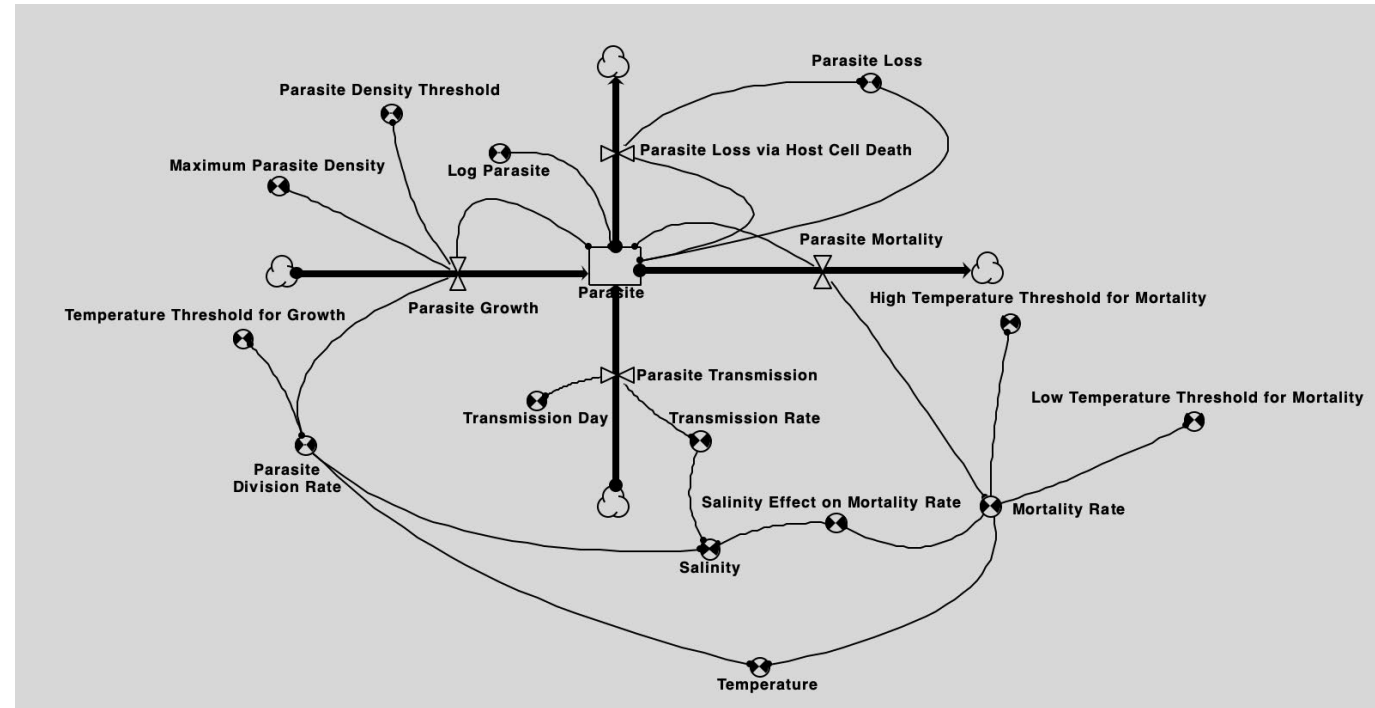 Parasite Loss
Parasite Density Threshold
Parasite Loss via Host Cell Death
Maximum Parasite Density
Log Parasite
Parasite Mortality
Parasite
High Temperature Threshold for Mortality
Parasite Growth
Temperature Threshold for Growth
Parasite Transmission
Low Temperature Threshold for Mortality
Transmission Day
Transmission Rate
Parasite
Division Rate
Salinity Effect on Mortality Rate
Mortality Rate
Salinity
Temperature